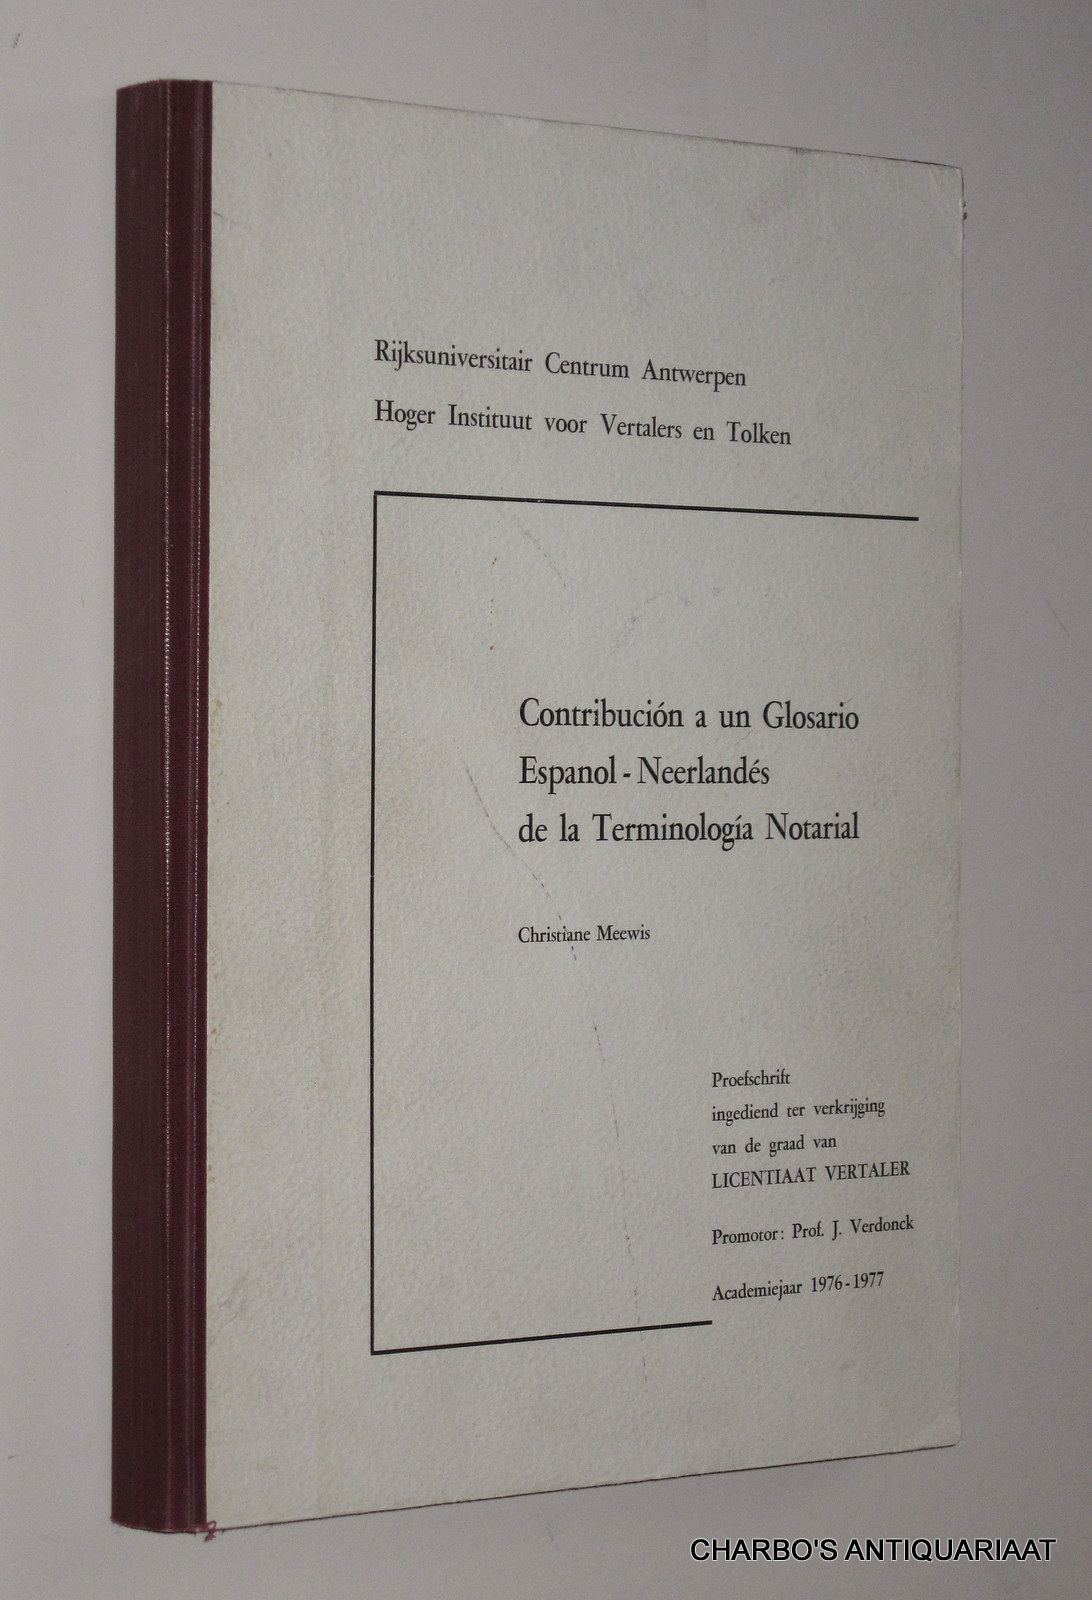 Rijksuniversitair Centrum Antwerpen
Hoger Instituut voor Vertalers en Tolken
Contribución a un Glosario
Espanol - Neerlandés
de la Terminología Notarial
Christiane Meewis
Proefschrift
ingediend ter verkrijging
van de graad van
LICENTIAAT VERTALER
Promotor: Prof. J. Verdonck
Academiejaar 1976-1977
CHARBO'S ANTIQUARIAAT